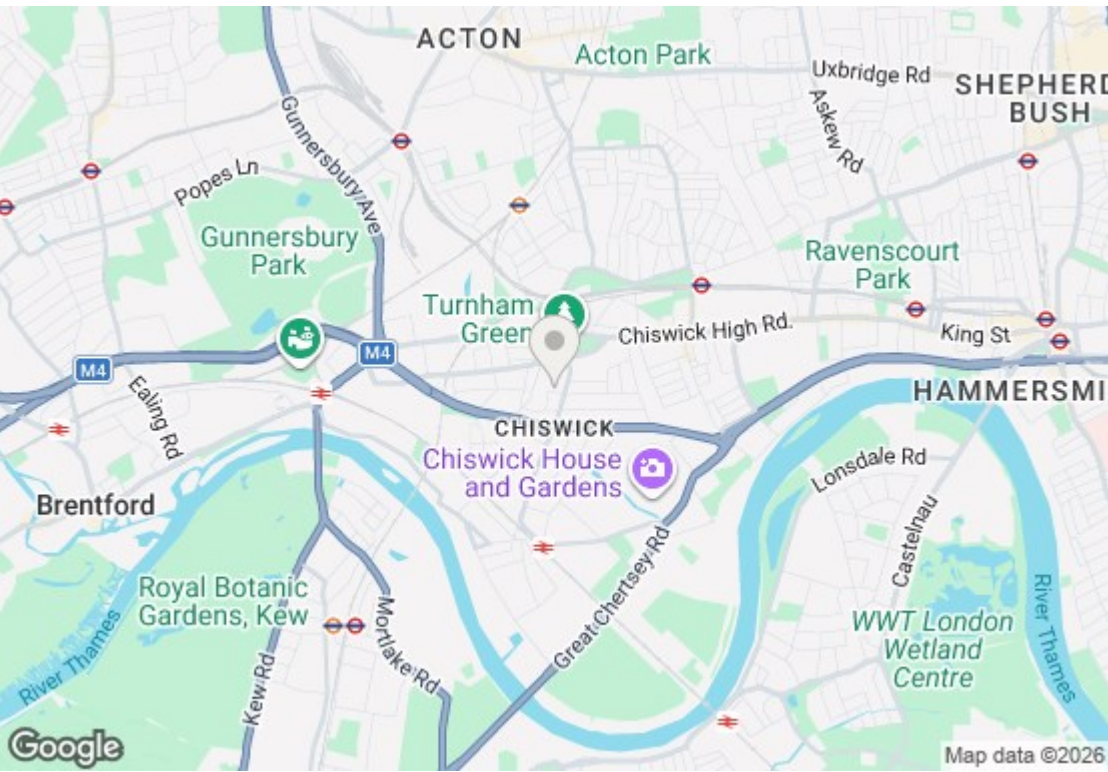 ACTON
Acton Park
Uxbridge Rd
SHEPHERD
BUSH
Askew Rd
Gunnersbury Ave
Popes Ln
Gunnersbury
Park
Ravenscourt
Park
Turnham
Green
Chiswick High Rd.
King St
M4
M4
HAMMERSMI
Ealing Rd
CHISWICK
Chiswick House
and Gardens
Lonsdale Rd
Brentford
Castelnau
Great Chertsey Rd
Royal Botanic
Gardens, Kew
Mortlake Rd
WWT London
Wetland
Centre
River Thames
River Thames
Kew Rd
Google
Map data ©2026